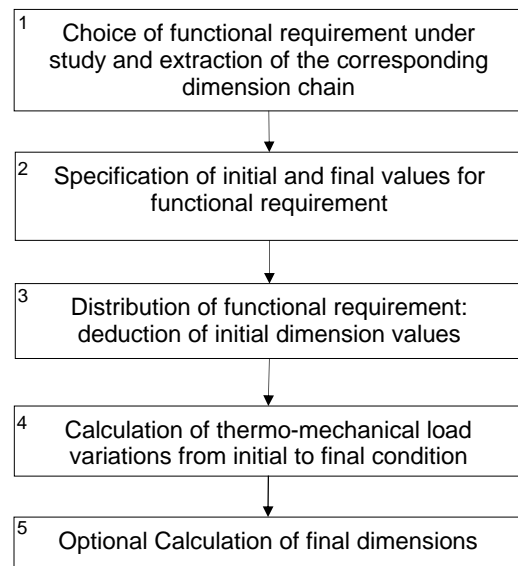 1
Choice of functional requirement under
study and extraction of the corresponding
dimension chain
2
Specification of initial and final values for
functional requirement
3
Distribution of functional requirement:
deduction of initial dimension values
4
Calculation of thermo-mechanical load
variations from initial to final condition
5
Optional Calculation of final dimensions